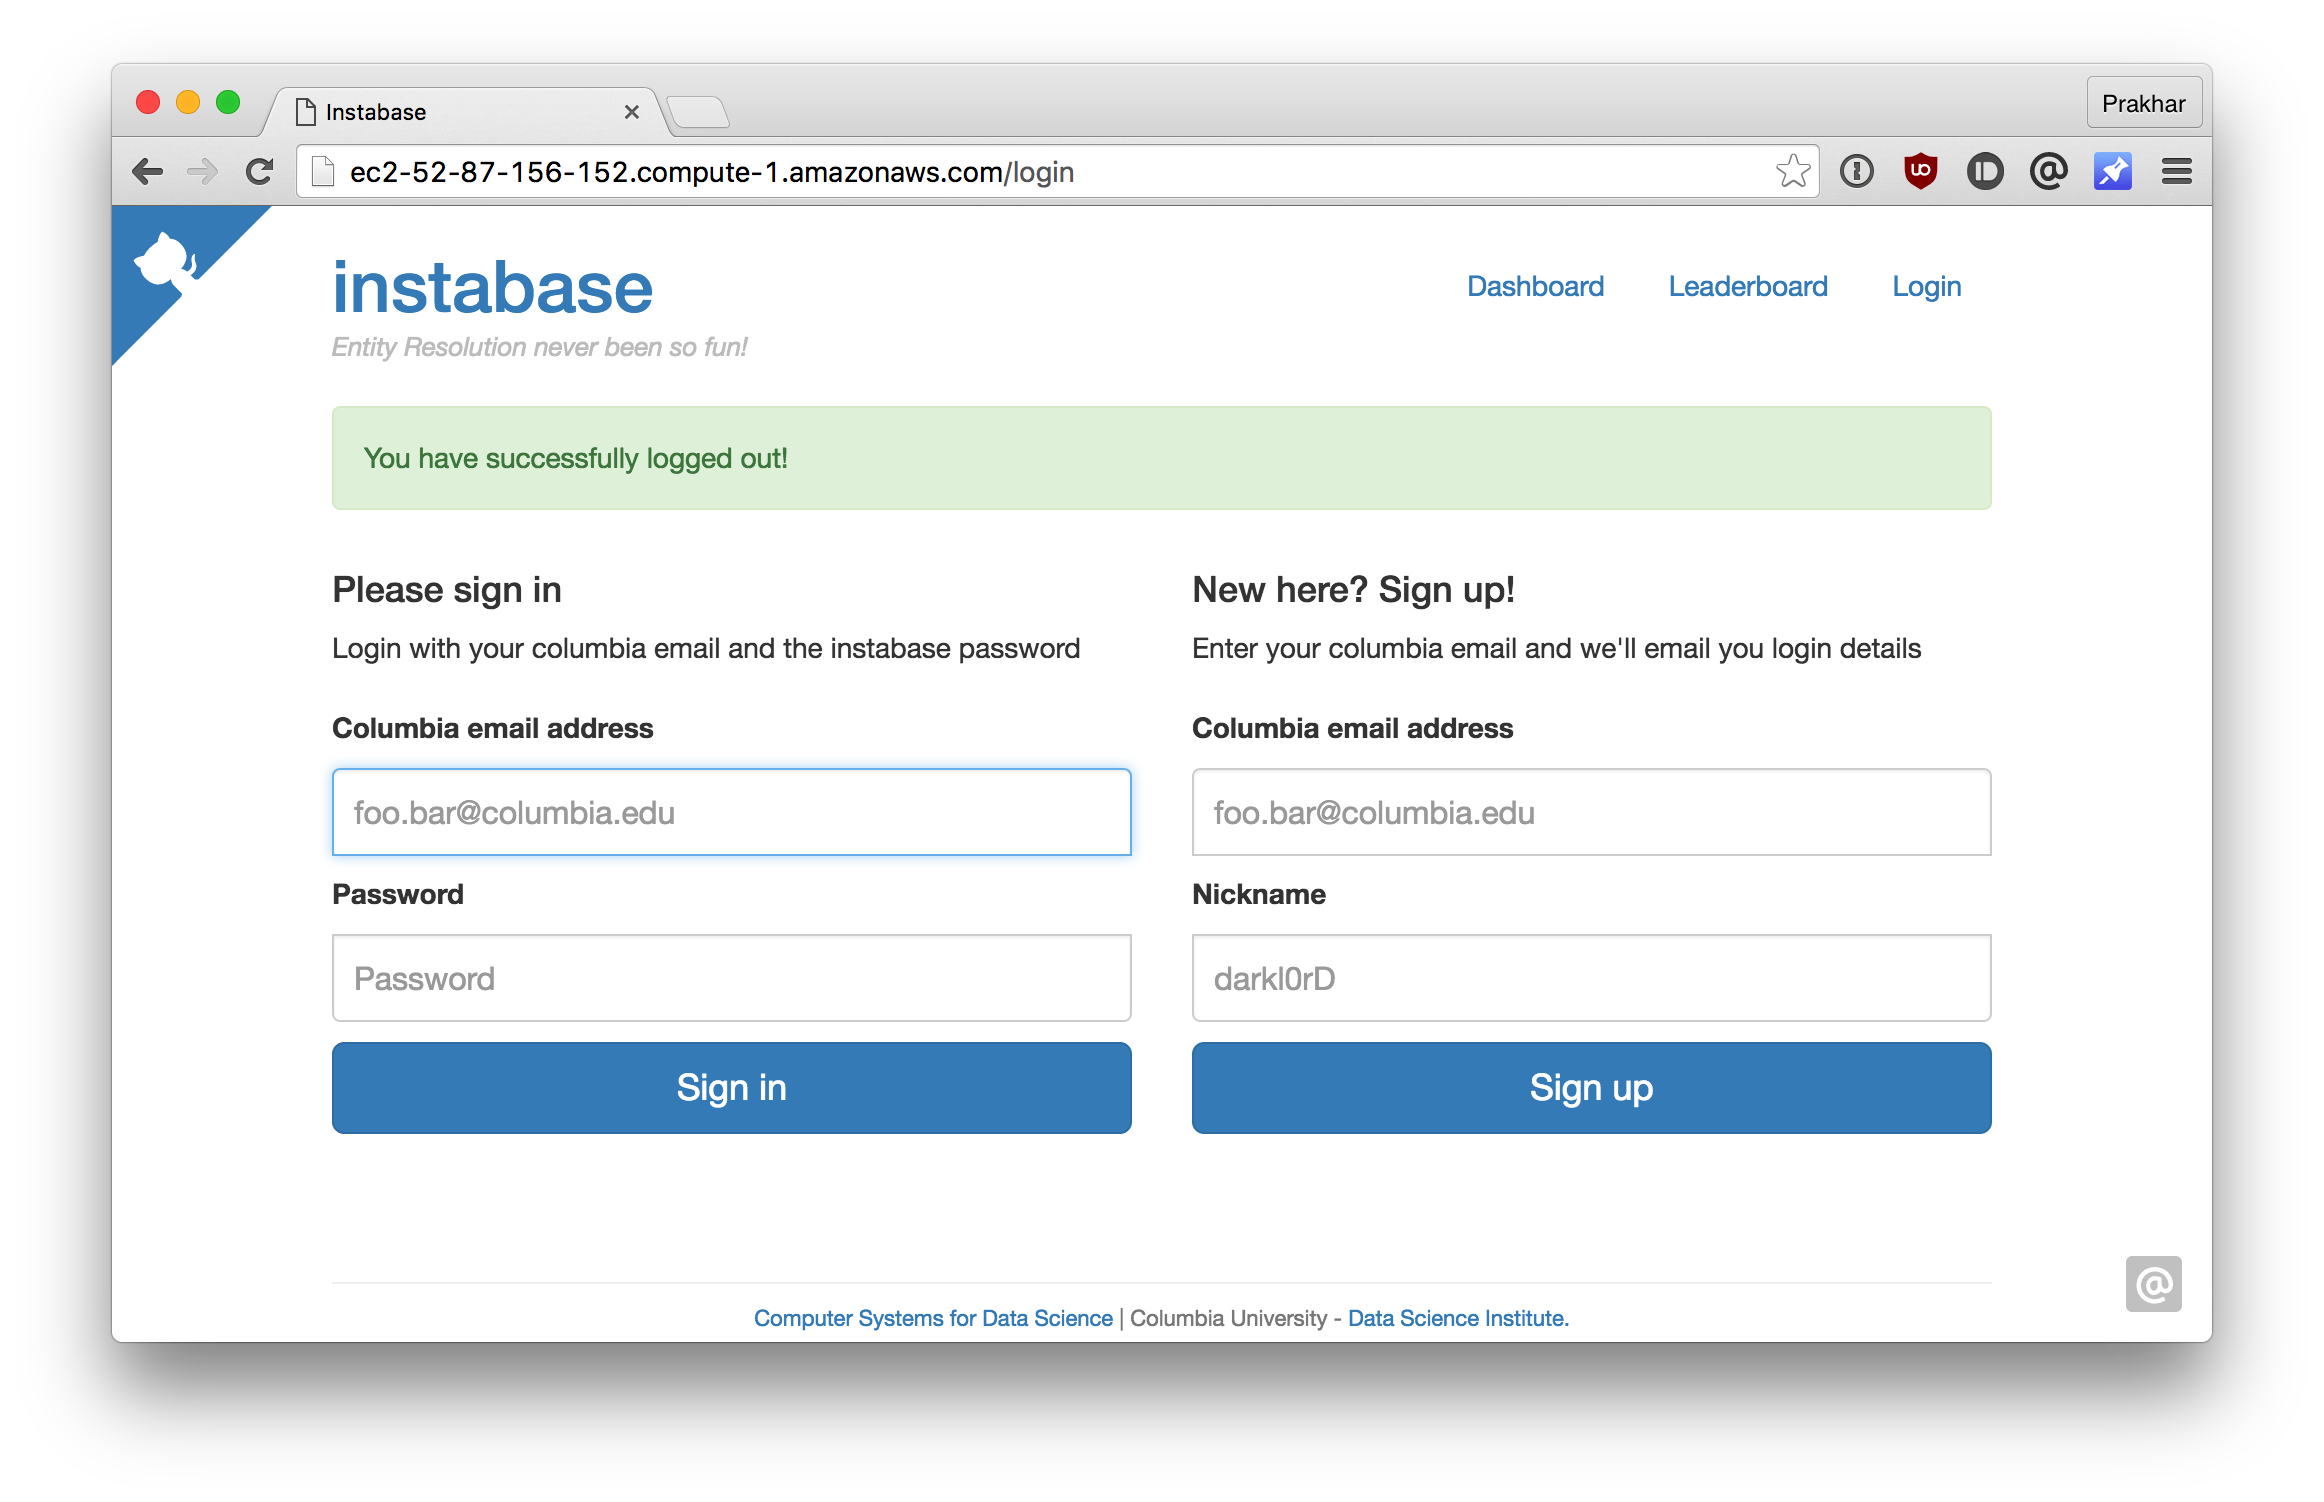 Instabase
Prakhar
ec2-52-87-156-152.compute-1.amazonaws.com/login
instabase
Dashboard Leaderboard Login
Entity Resolution never been so fun!
You have successfully logged out!
Please sign in
Login with your columbia email and the instabase password
Columbia email address
foo.bar@columbia.edu
Password
Password
Sign in
New here? Sign up!
Enter your columbia email and we'll email you login details
Columbia email address
foo.bar@columbia.edu
Nickname
darkl0rD
Sign up
@
Computer Systems for Data Science | Columbia University - Data Science Institute.